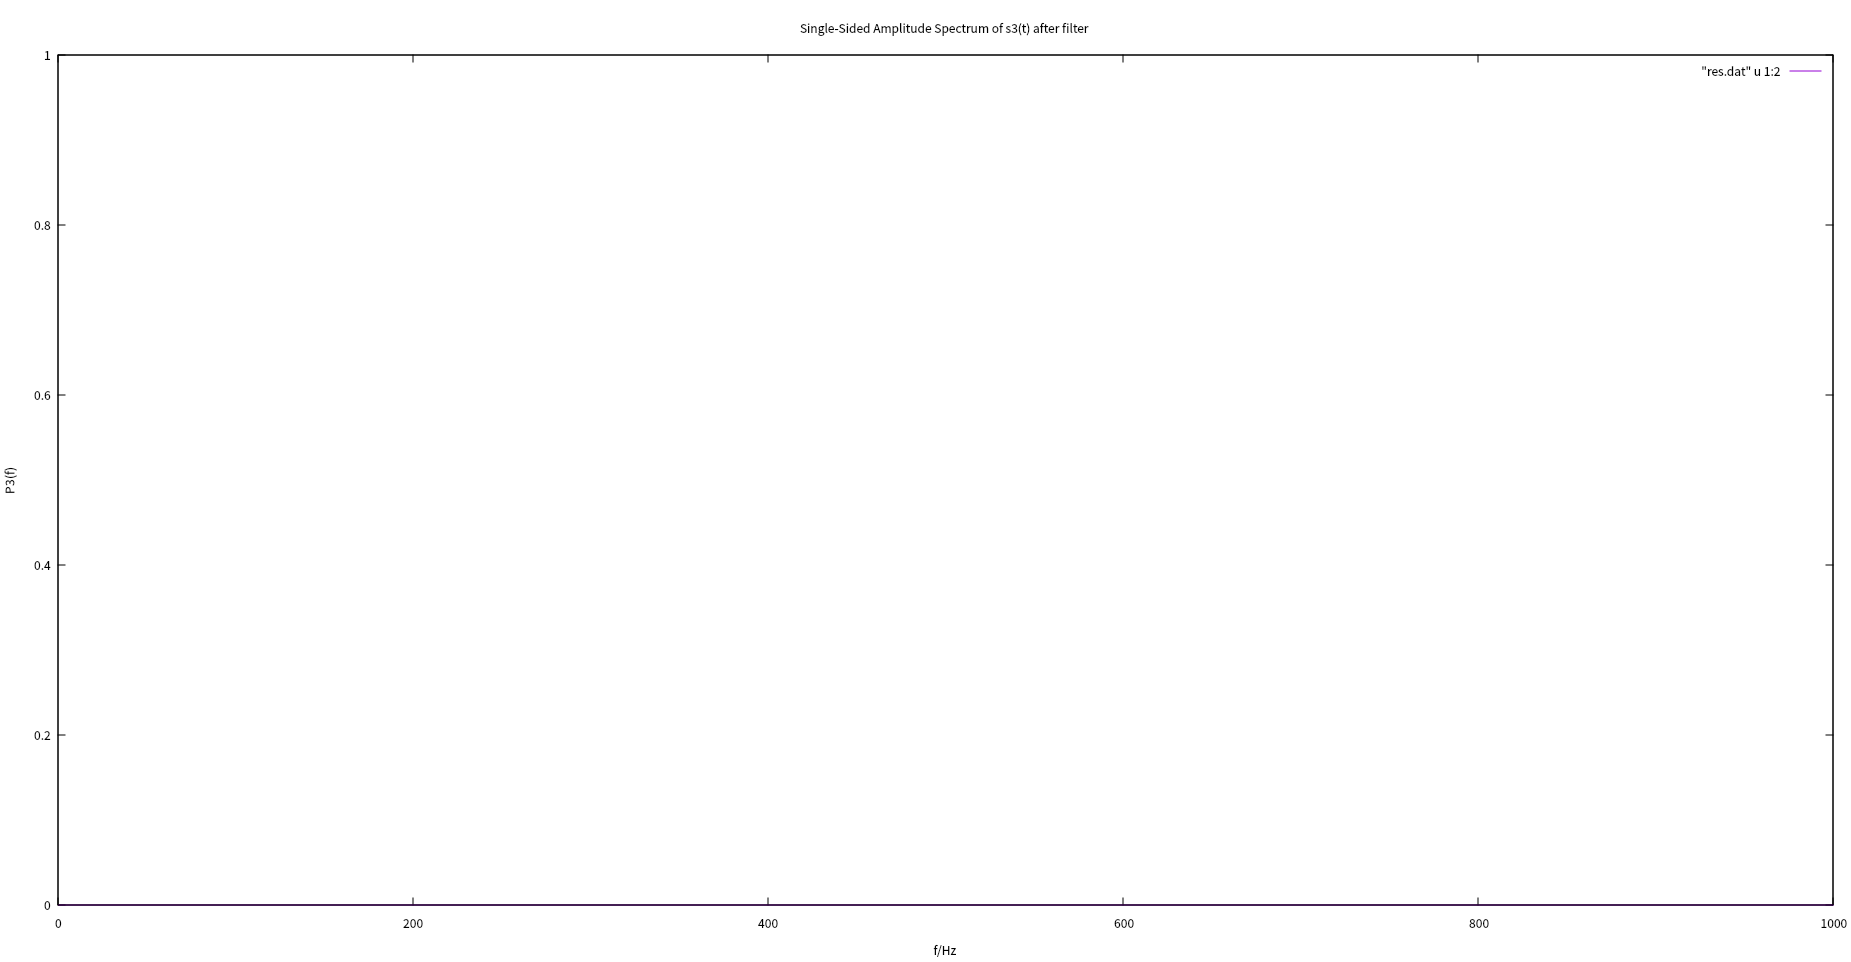 Single-Sided Amplitude Spectrum of s3(t) after filter
"res.dat" u 1:2
1
0.8
0.6
0.4
0.2
0
P3(f)
0 200 400 600 800 1000
f/Hz